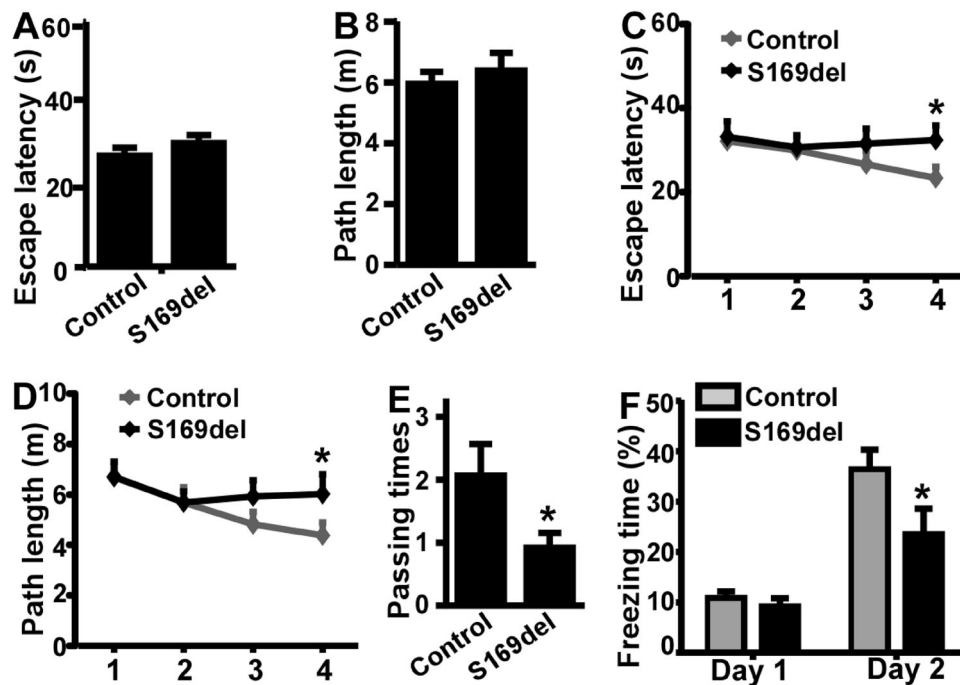 A
Escape latency (s)
60
40
20
0
Control
S169del
B
Path length (m)
8
6
4
2
0
Control
S169del
C
Escape latency (s)
60
40
20
0
Control
S169del
*
1 2 3 4
D
Path length (m)
10
8
6
4
2
0
Control
S169del
*
1 2 3 4
E
Passing times
3
2
1
0
*
Control
S169del
F
Freezing time (%)
50
40
30
20
10
0
Control
S169del
*
Day 1 Day 2